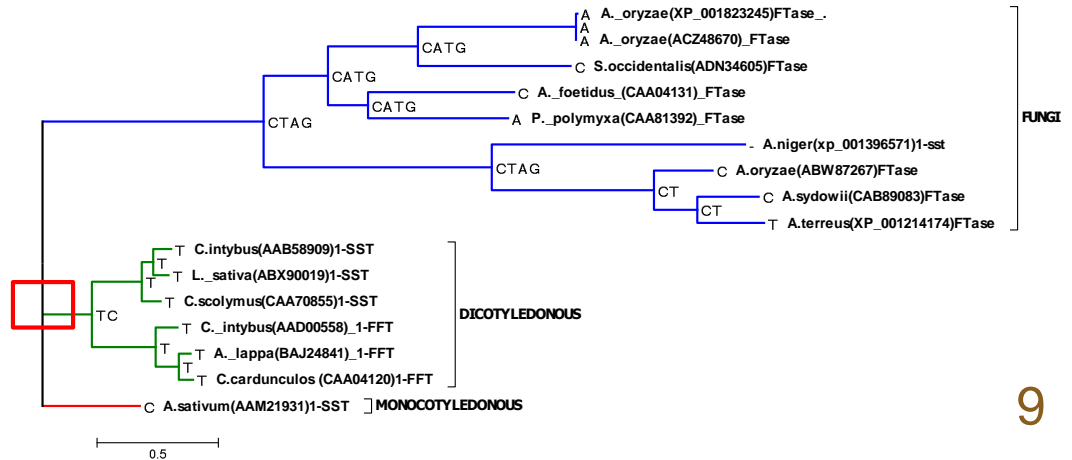 A A._oryzae(XP_001823245)FTase_.
A
A A._oryzae(ACZ48670)_FTase
CATG
C S.occidentalis(ADN34605)FTase
CATG
C A._foetidus_(CAA04131)_FTase
CATG
A P._polymyxa(CAA81392)_FTase
FUNGI
CTAG
- A.niger(xp_001396571)1-sst
CTAG
C A.oryzae(ABW87267)FTase
CT
C A.sydowii(CAB89083)FTase
CT
T A.terreus(XP_001214174)FTase
T C.intybus(AAB58909)1-SST
T
T L._sativa(ABX90019)1-SST
T
T C.scolymus(CAA70855)1-SST
TC
DICOTYLEDONOUS
T C._intybus(AAD00558)_1-FFT
T
T A._lappa(BAJ24841)_1-FFT
T
T C.cardunculos (CAA04120)1-FFT
C A.sativum(AAM21931)1-SST
MONOCOTYLEDONOUS
9
0.5